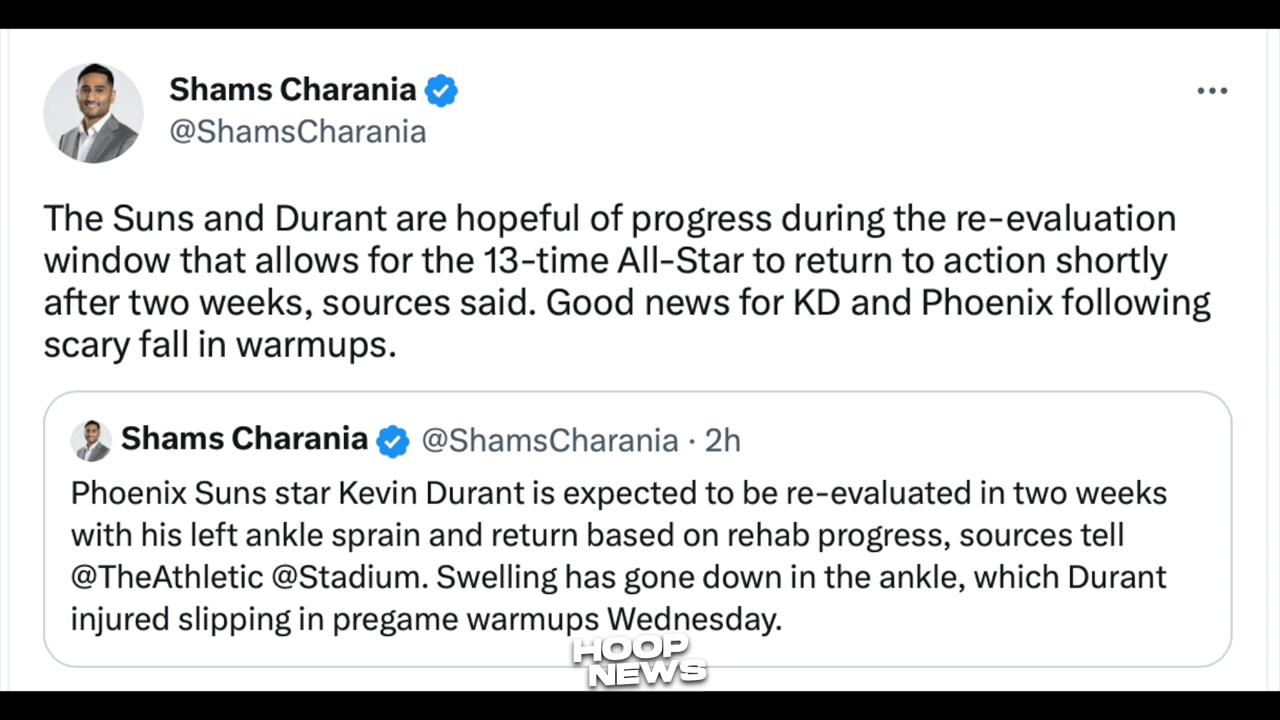 Shams Charania
@ShamsCharania
The Suns and Durant are hopeful of progress during the re-evaluation
window that allows for the 13-time All-Star to return to action shortly
after two weeks, sources said. Good news for KD and Phoenix following
scary fall in warmups.
Shams Charania @ShamsCharania · 2h
Phoenix Suns star Kevin Durant is expected to be re-evaluated in two weeks
with his left ankle sprain and return based on rehab progress, sources tell
@TheAthletic @Stadium. Swelling has gone down in the ankle, which Durant
injured slipping in pregame warmups Wednesday.
HOOP
NEWS